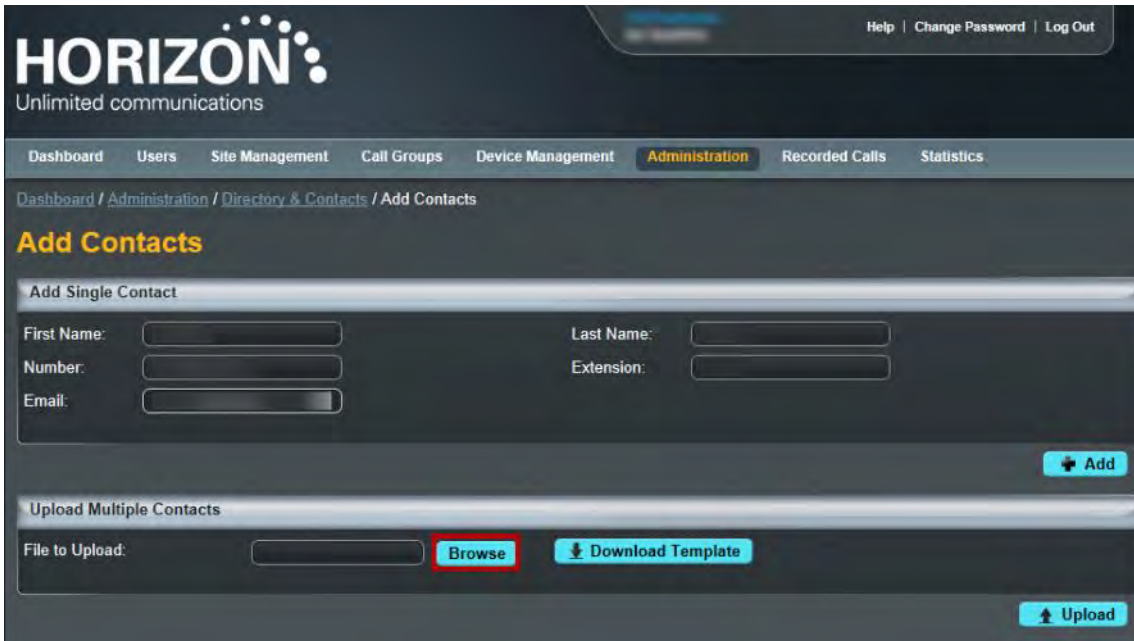 Help | Change Password | Log Out
HORIZON
Unlimited communications
Dashboard Users Site Management Call Groups Device Management Administration Recorded Calls Statistics
Dashboard / Administration / Directory & Contacts / Add Contacts
Add Contacts
Add Single Contact
First Name: Last Name:
Number: Extension:
Email:
Add
Upload Multiple Contacts
File to Upload: Browse Download Template
Upload